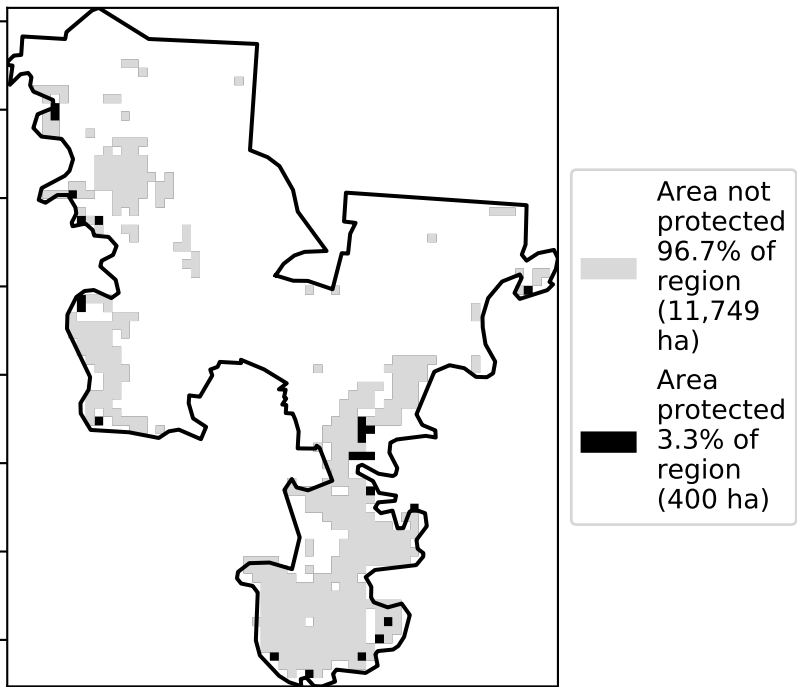 Area not
protected
96.7% of
region
(11,749
ha)
Area
protected
3.3% of
region
(400 ha)